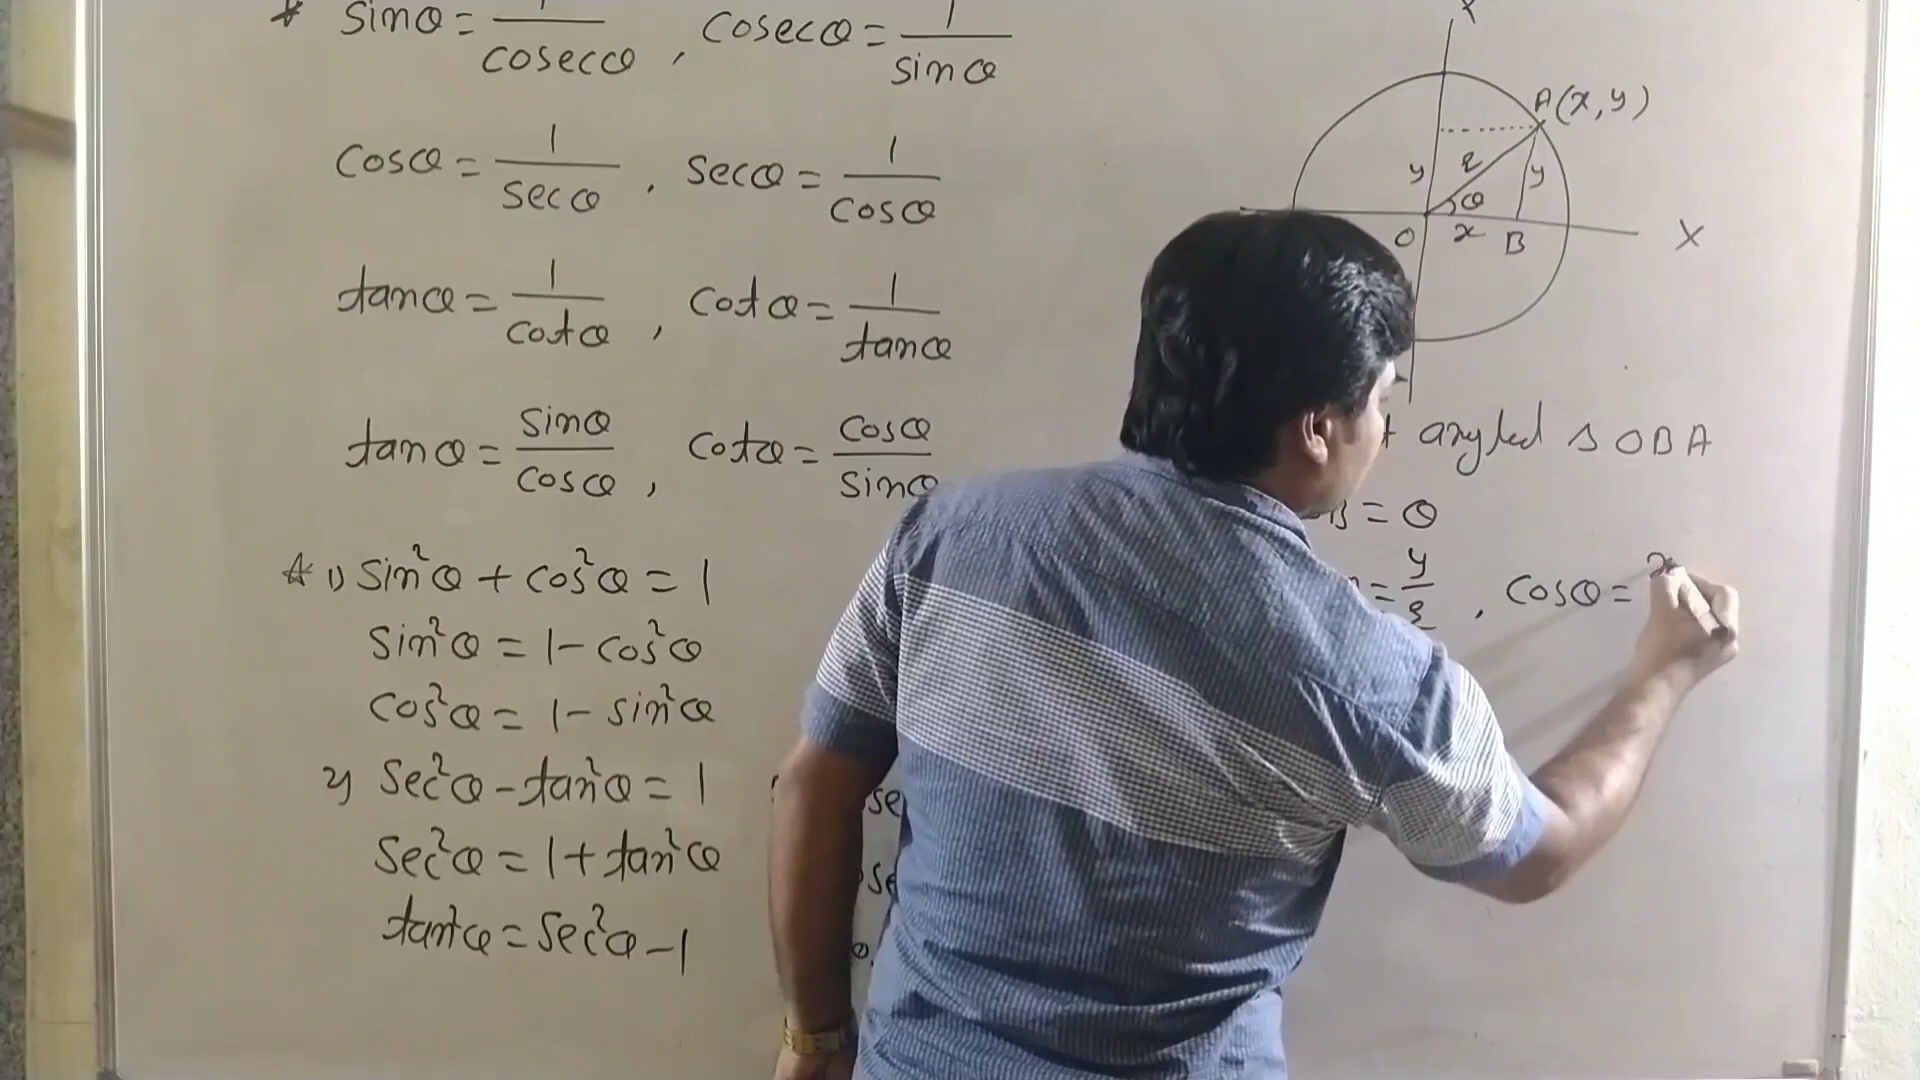 * sinθ = 1/cosecθ , cosecθ = 1/sinθ
cosθ = 1/secθ , secθ = 1/cosθ
tanθ = 1/cotθ , cotθ = 1/tanθ
tanθ = sinθ/cosθ , cotθ = cosθ/sinθ
* 1) sin²θ + cos²θ = 1
sin²θ = 1 - cos²θ
cos²θ = 1 - sin²θ
2) sec²θ - tan²θ = 1
sec²θ = 1 + tan²θ
tan²θ = sec²θ - 1
A(x, y)
y r y
θ
O x B X
angled Δ OBA
= θ
= y/r , cosθ = x